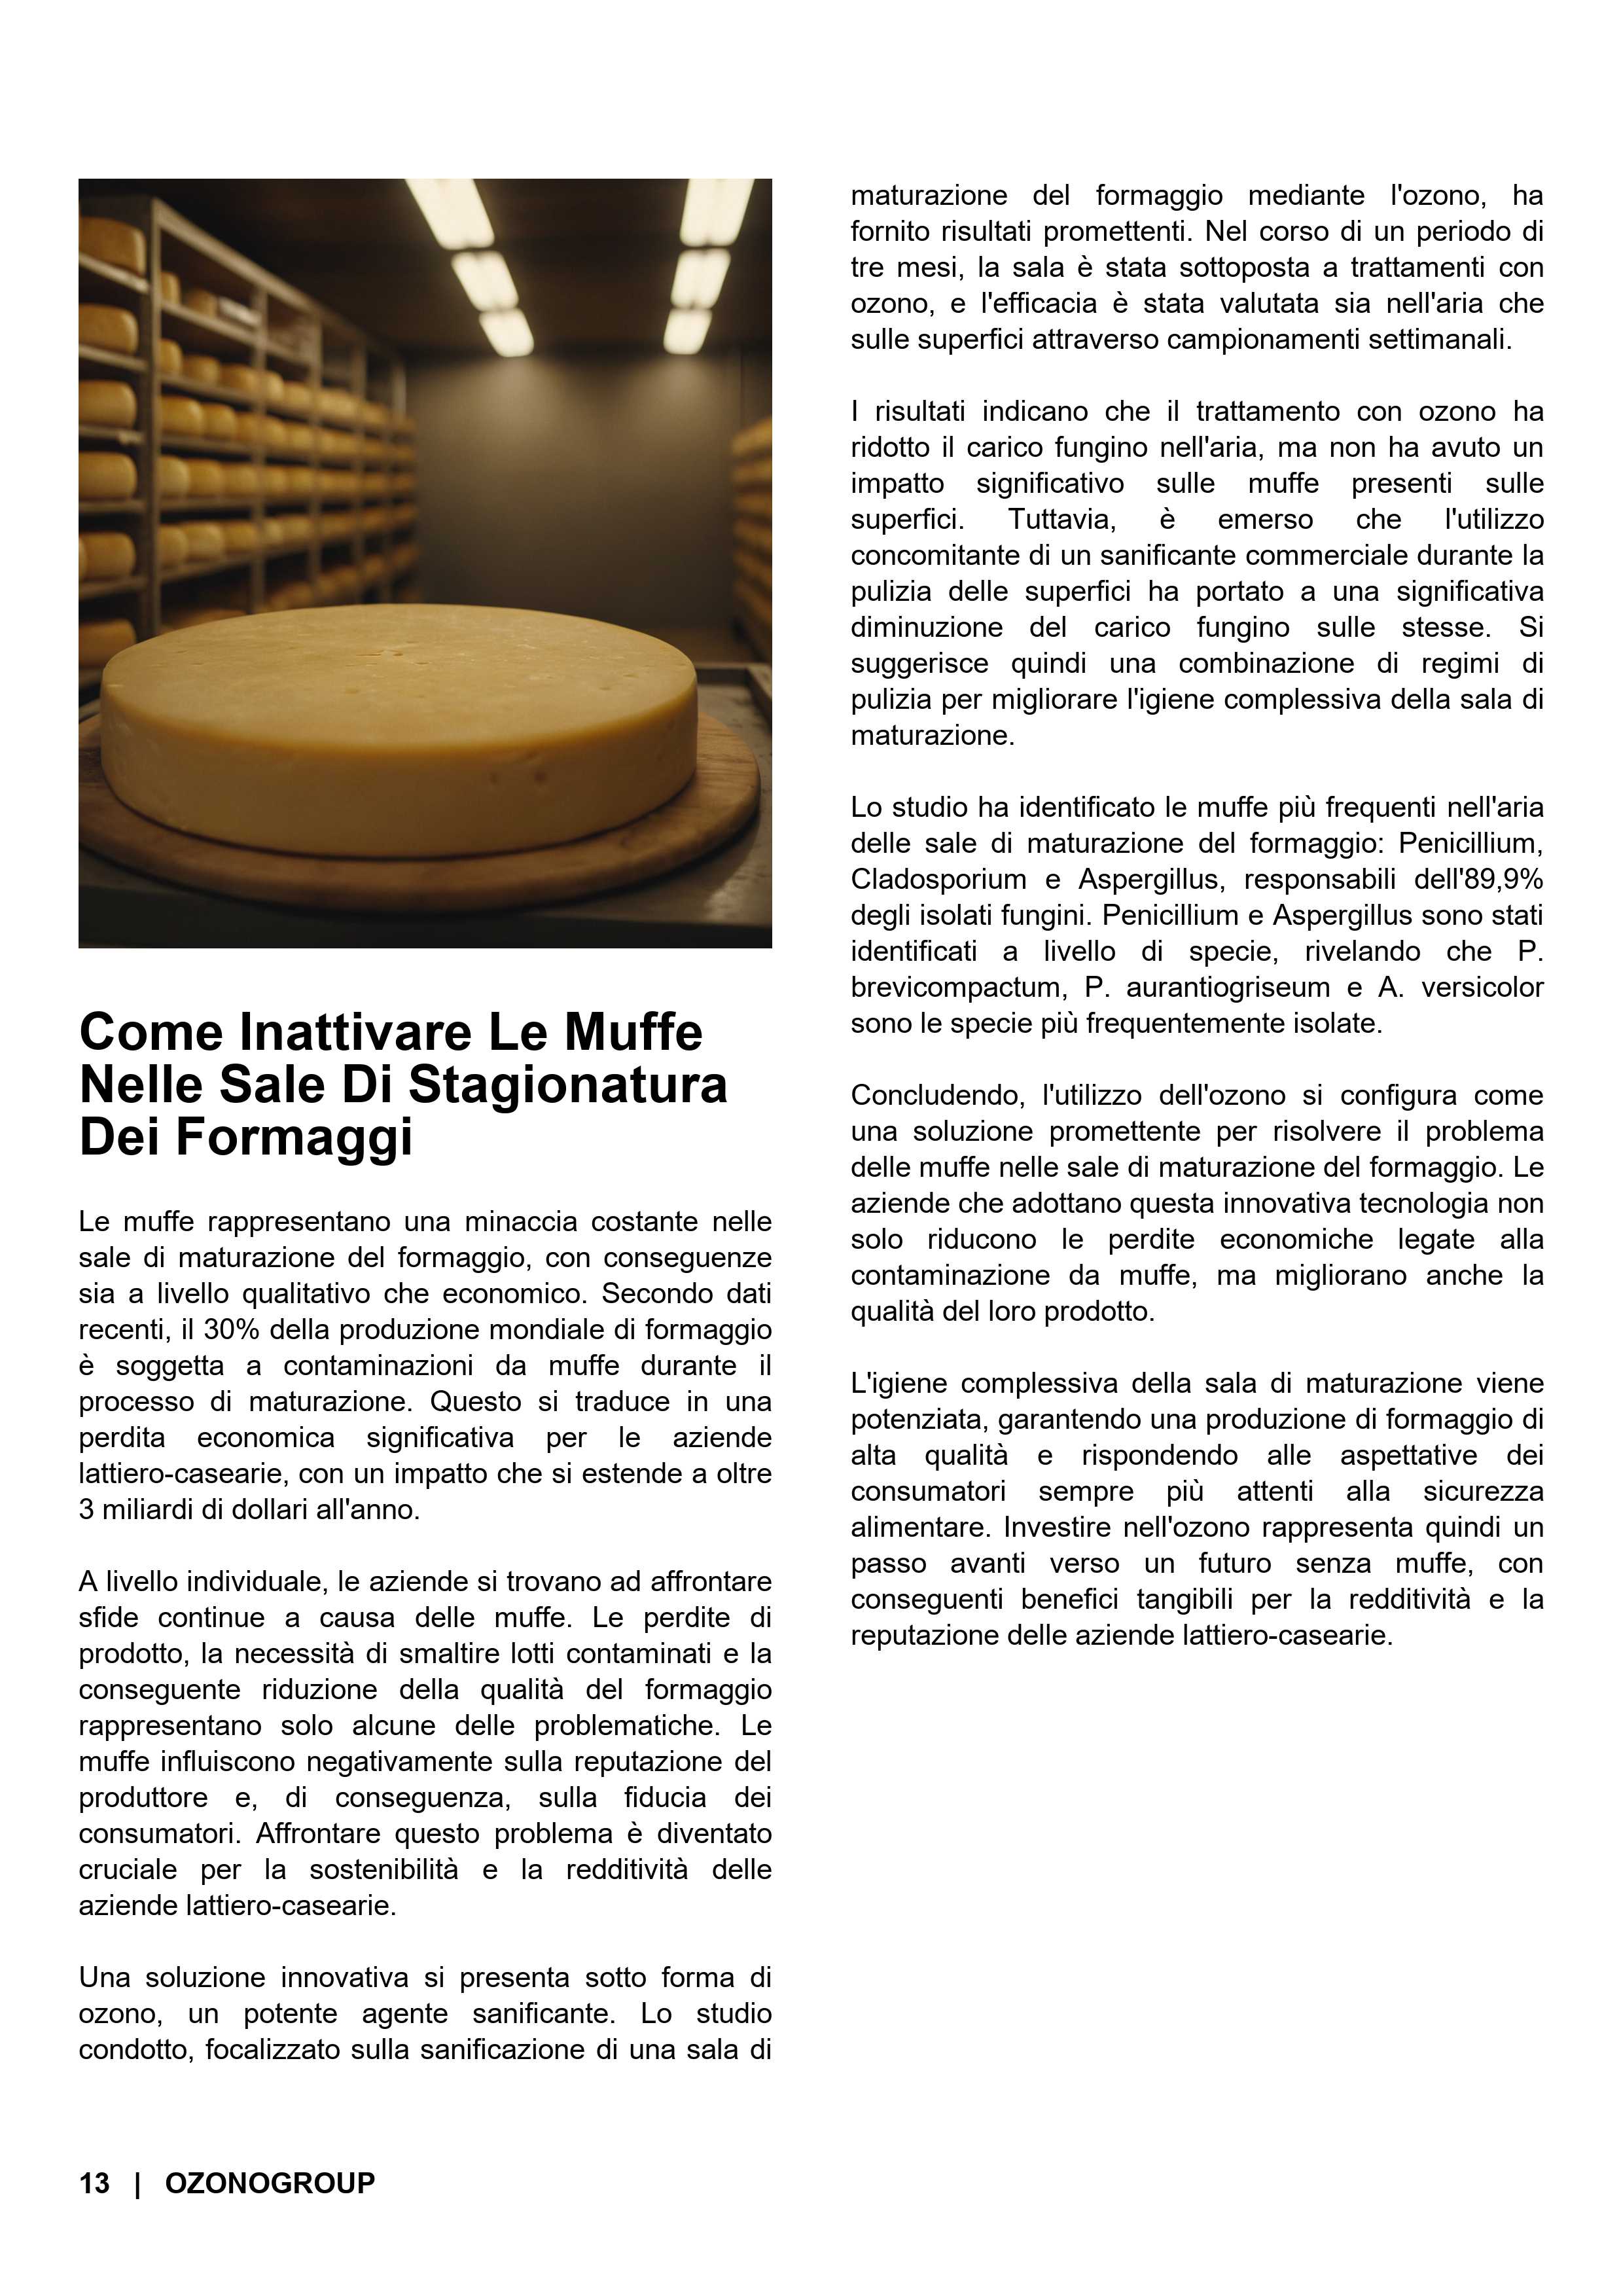 Come Inattivare Le Muffe
Nelle Sale Di Stagionatura
Dei Formaggi
Le muffe rappresentano una minaccia costante nelle
sale di maturazione del formaggio, con conseguenze
sia a livello qualitativo che economico. Secondo dati
recenti, il 30% della produzione mondiale di formaggio
è soggetta a contaminazioni da muffe durante il
processo di maturazione. Questo si traduce in una
perdita economica significativa per le aziende
lattiero-casearie, con un impatto che si estende a oltre
3 miliardi di dollari all'anno.
A livello individuale, le aziende si trovano ad affrontare
sfide continue a causa delle muffe. Le perdite di
prodotto, la necessità di smaltire lotti contaminati e la
conseguente riduzione della qualità del formaggio
rappresentano solo alcune delle problematiche. Le
muffe influiscono negativamente sulla reputazione del
produttore e, di conseguenza, sulla fiducia dei
consumatori. Affrontare questo problema è diventato
cruciale per la sostenibilità e la redditività delle
aziende lattiero-casearie.
Una soluzione innovativa si presenta sotto forma di
ozono, un potente agente sanificante. Lo studio
condotto, focalizzato sulla sanificazione di una sala di
maturazione del formaggio mediante l'ozono, ha
fornito risultati promettenti. Nel corso di un periodo di
tre mesi, la sala è stata sottoposta a trattamenti con
ozono, e l'efficacia è stata valutata sia nell'aria che
sulle superfici attraverso campionamenti settimanali.
I risultati indicano che il trattamento con ozono ha
ridotto il carico fungino nell'aria, ma non ha avuto un
impatto significativo sulle muffe presenti sulle
superfici. Tuttavia, è emerso che l'utilizzo
concomitante di un sanificante commerciale durante la
pulizia delle superfici ha portato a una significativa
diminuzione del carico fungino sulle stesse. Si
suggerisce quindi una combinazione di regimi di
pulizia per migliorare l'igiene complessiva della sala di
maturazione.
Lo studio ha identificato le muffe più frequenti nell'aria
delle sale di maturazione del formaggio: Penicillium,
Cladosporium e Aspergillus, responsabili dell'89,9%
degli isolati fungini. Penicillium e Aspergillus sono stati
identificati a livello di specie, rivelando che P.
brevicompactum, P. aurantiogriseum e A. versicolor
sono le specie più frequentemente isolate.
Concludendo, l'utilizzo dell'ozono si configura come
una soluzione promettente per risolvere il problema
delle muffe nelle sale di maturazione del formaggio. Le
aziende che adottano questa innovativa tecnologia non
solo riducono le perdite economiche legate alla
contaminazione da muffe, ma migliorano anche la
qualità del loro prodotto.
L'igiene complessiva della sala di maturazione viene
potenziata, garantendo una produzione di formaggio di
alta qualità e rispondendo alle aspettative dei
consumatori sempre più attenti alla sicurezza
alimentare. Investire nell'ozono rappresenta quindi un
passo avanti verso un futuro senza muffe, con
conseguenti benefici tangibili per la redditività e la
reputazione delle aziende lattiero-casearie.
13 | OZONOGROUP